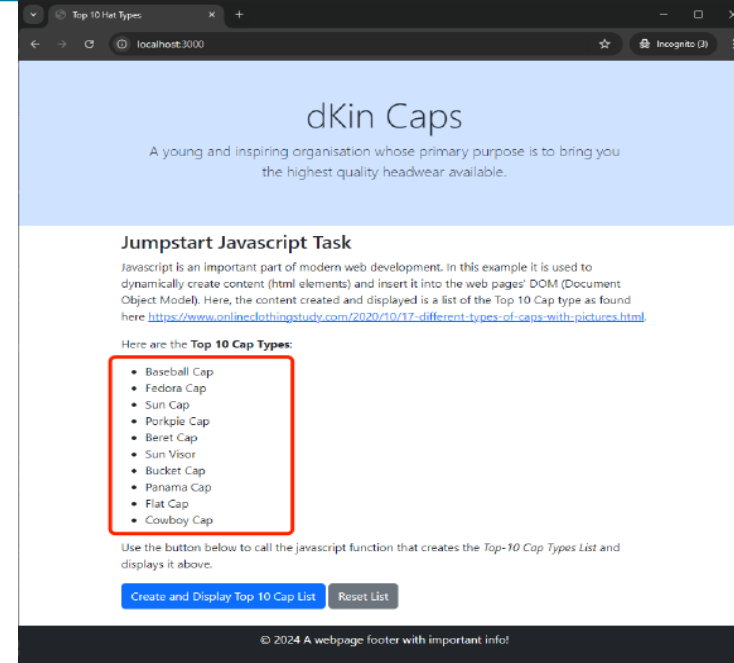 Top 10 Hat Types
localhost:3000
Incognito (3)
dKin Caps
A young and inspiring organisation whose primary purpose is to bring you
the highest quality headwear available.
Jumpstart Javascript Task
Javascript is an important part of modern web development. In this example it is used to
dynamically create content (html elements) and insert it into the web pages' DOM (Document
Object Model). Here, the content created and displayed is a list of the Top 10 Cap type as found
here https://www.onlineclothingstudy.com/2020/10/17-different-types-of-caps-with-pictures.html.
Here are the Top 10 Cap Types:
Baseball Cap
Fedora Cap
Sun Cap
Porkpie Cap
Beret Cap
Sun Visor
Bucket Cap
Panama Cap
Flat Cap
Cowboy Cap
Use the button below to call the javascript function that creates the Top-10 Cap Types List and
displays it above.
Create and Display Top 10 Cap List
Reset List
© 2024 A webpage footer with important info!